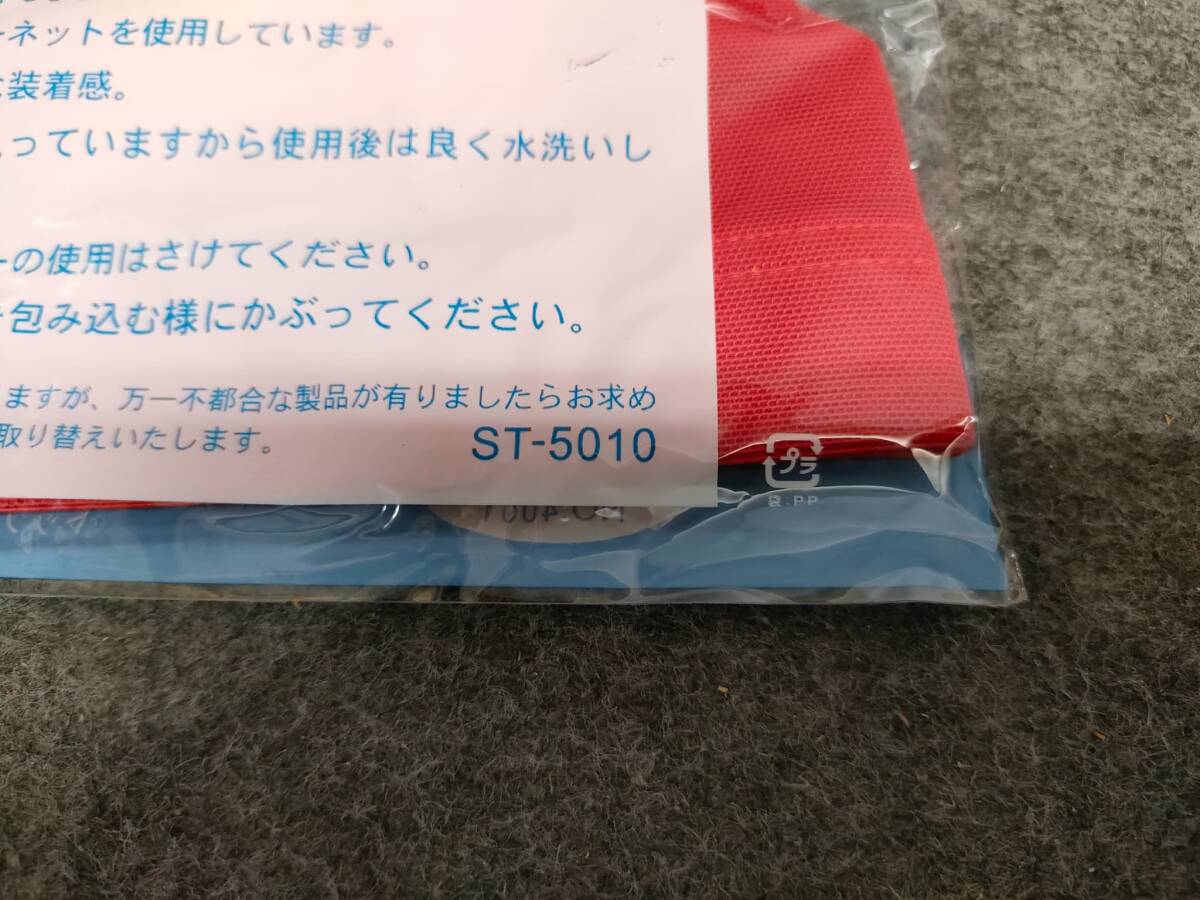 ーネットを使用しています。
な装着感。
っていますから使用後は良く水洗いし
ーの使用はさけてください。
包み込む様にかぶってください。
ますが、万一不都合な製品が有りましたらお求め
取り替えいたします。
ST-5010
プラ
袋:PP